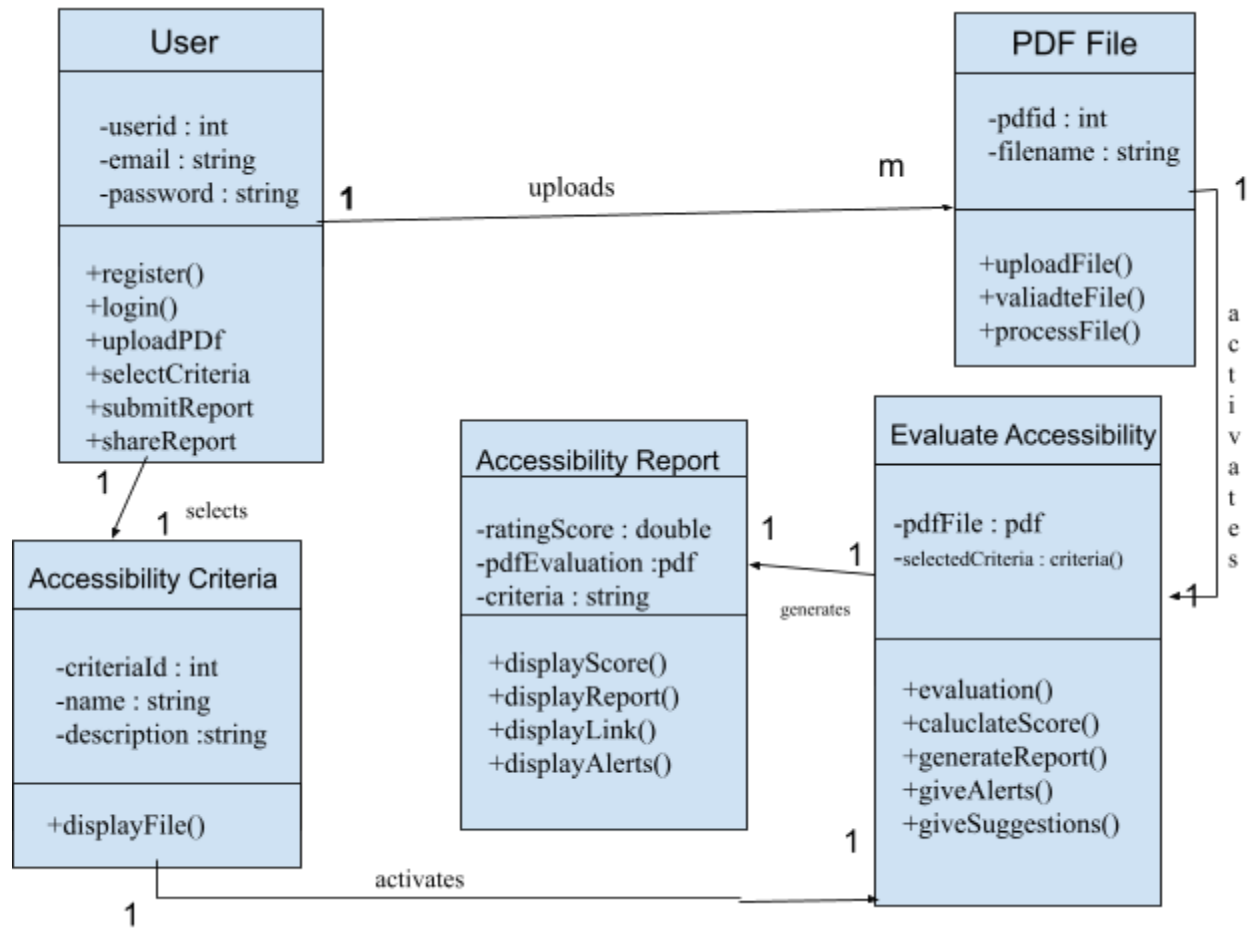 User
-userid : int
-email : string
-password : string
+register()
+login()
+uploadPDf
+selectCriteria
+submitReport
+shareReport
1
uploads
m
PDF File
-pdfid : int
-filename : string
+uploadFile()
+valiadteFile()
+processFile()
1
activates
1
1
selects
1
Accessibility Criteria
-criteriaId : int
-name : string
-description :string
+displayFile()
1
activates
1
Accessibility Report
-ratingScore : double
-pdfEvaluation :pdf
-criteria : string
+displayScore()
+displayReport()
+displayLink()
+displayAlerts()
1
generates
1
Evaluate Accessibility
-pdfFile : pdf
-selectedCriteria : criteria()
+evaluation()
+caluclateScore()
+generateReport()
+giveAlerts()
+giveSuggestions()